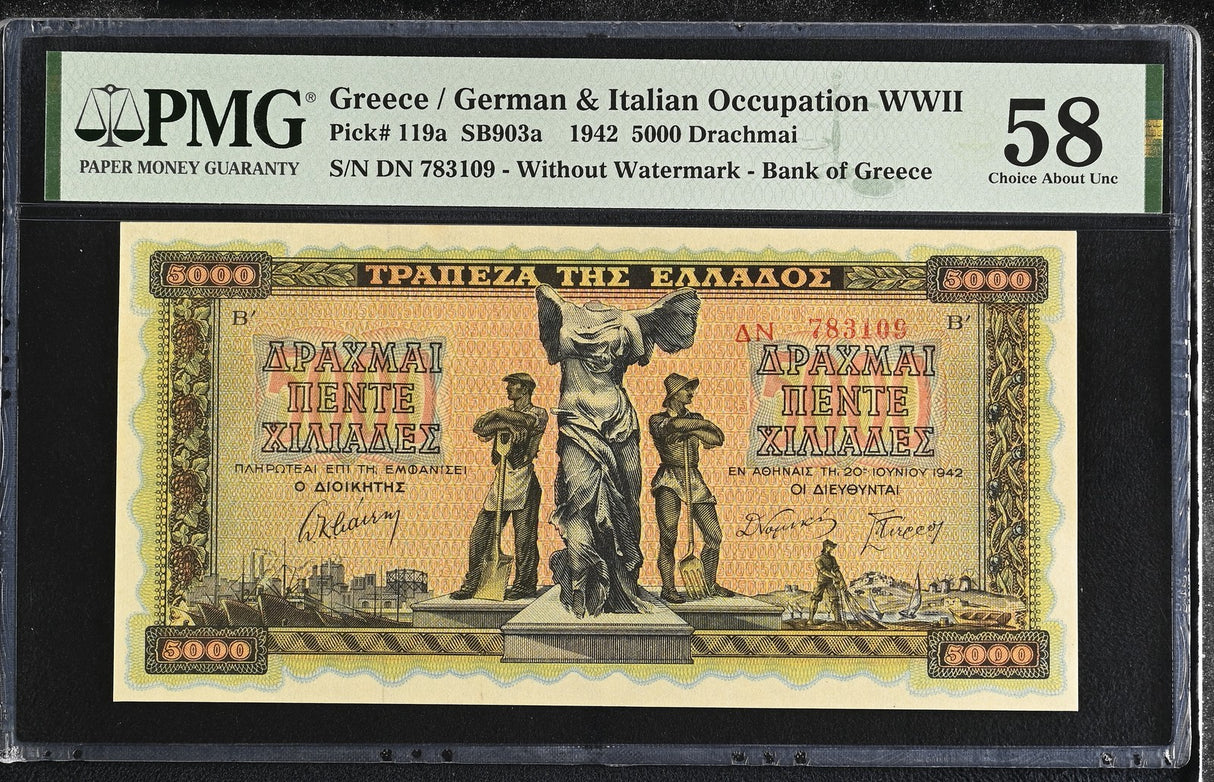 PMG®
PAPER MONEY GUARANTY
Greece / German & Italian Occupation WWII
Pick# 119a SB903a 1942 5000 Drachmai
S/N DN 783109 - Without Watermark - Bank of Greece
58
Choice About Unc
5000 ΤΡΑΠΕΖΑ ΤΗΣ ΕΛΛΑΔΟΣ 5000
Β′ ΔΝ 783109 Β′
ΔΡΑΧΜΑΙ
ΠΕΝΤΕ
ΧΙΛΙΑΔΕΣ
ΠΛΗΡΩΤΕΑΙ ΕΠΙ ΤΗ ΕΜΦΑΝΙΣΕΙ
Ο ΔΙΟΙΚΗΤΗΣ
ΔΡΑΧΜΑΙ
ΠΕΝΤΕ
ΧΙΛΙΑΔΕΣ
ΕΝ ΑΘΗΝΑΙΣ ΤΗ, 20ῌ ΙΟΥΝΙΟΥ 1942
ΟΙ ΔΙΕΥΘΥΝΤΑΙ
5000 5000